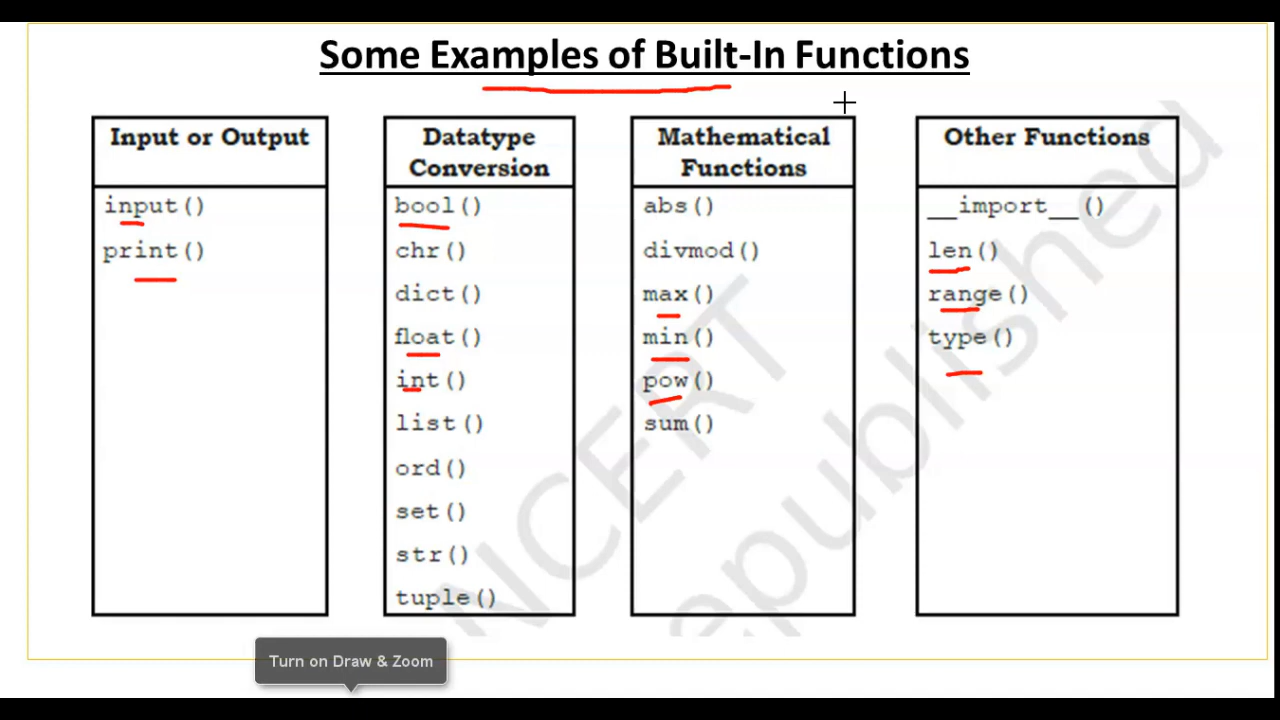 Some Examples of Built-In Functions
Input or Output
input()
print()
Datatype
Conversion
bool()
chr()
dict()
float()
int()
list()
ord()
set()
str()
tuple()
Mathematical
Functions
abs()
divmod()
max()
min()
pow()
sum()
Other Functions
__import__()
len()
range()
type()
NCERT
republished
Turn on Draw & Zoom